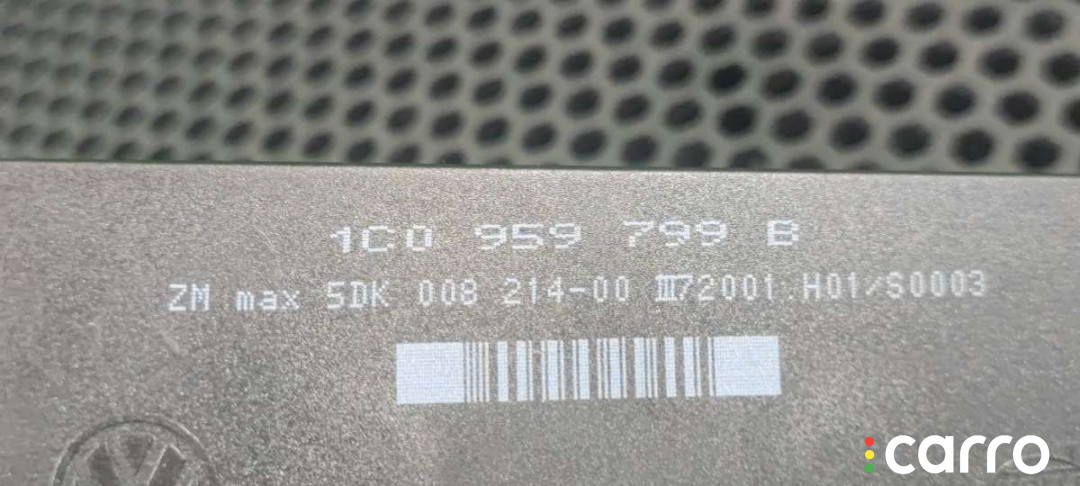 1C0 959 799 B
ZM max 5DK 008 214-00 III72001.H01/S0003
carro